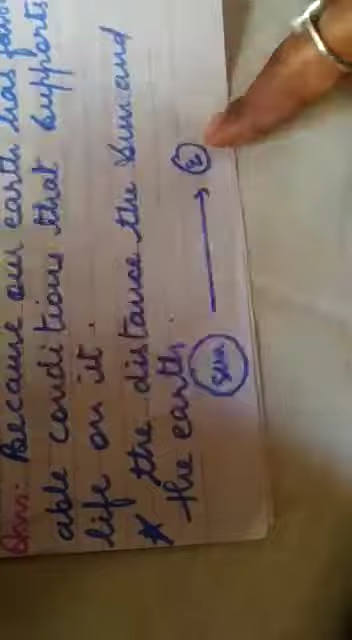 Ans: Because our earth has favour
able conditions that supports
life on it.
* the distance the Sun and
the earth.
Sun
E